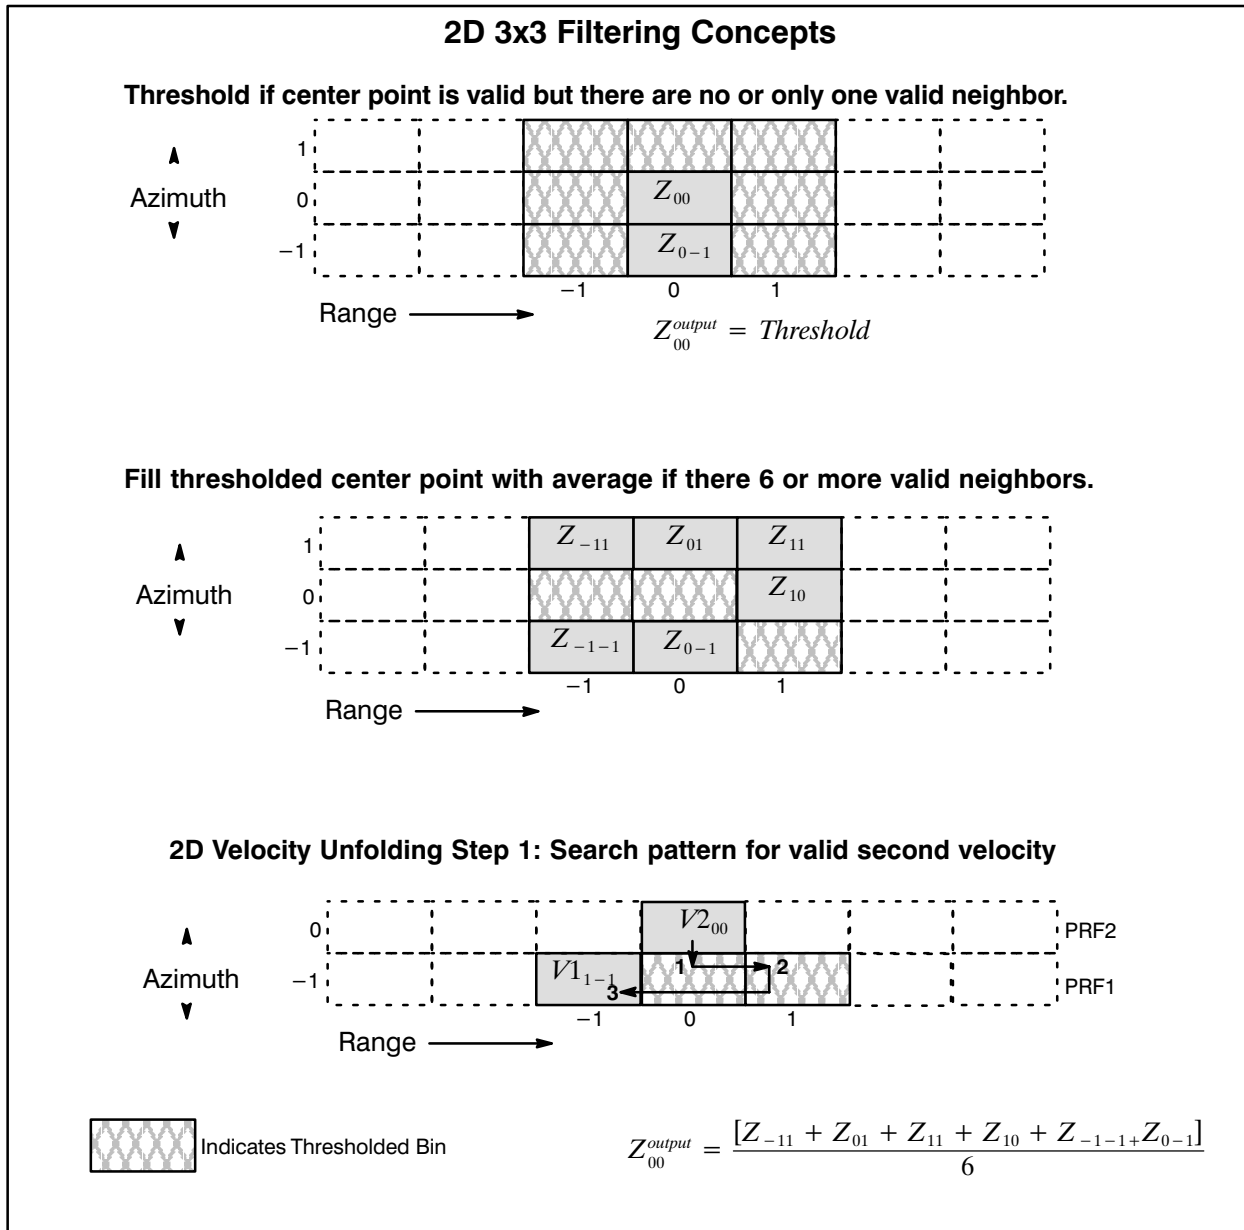 2D 3x3 Filtering Concepts
Threshold if center point is valid but there are no or only one valid neighbor.
1
Azimuth
0
Z₀₀
−1
Z₀₋₁
−1 0 1
Range
Z₀₀^output = Threshold
Fill thresholded center point with average if there 6 or more valid neighbors.
1
Z₋₁₁ Z₀₁ Z₁₁
Azimuth
0
Z₁₀
−1
Z₋₁₋₁ Z₀₋₁
−1 0 1
Range
2D Velocity Unfolding Step 1: Search pattern for valid second velocity
0
V2₀₀
PRF2
Azimuth
−1
V1₁₋₁
1 2
3
PRF1
−1 0 1
Range
Indicates Thresholded Bin
Z₀₀^output = [Z₋₁₁ + Z₀₁ + Z₁₁ + Z₁₀ + Z₋₁₋₁₊Z₀₋₁]
6